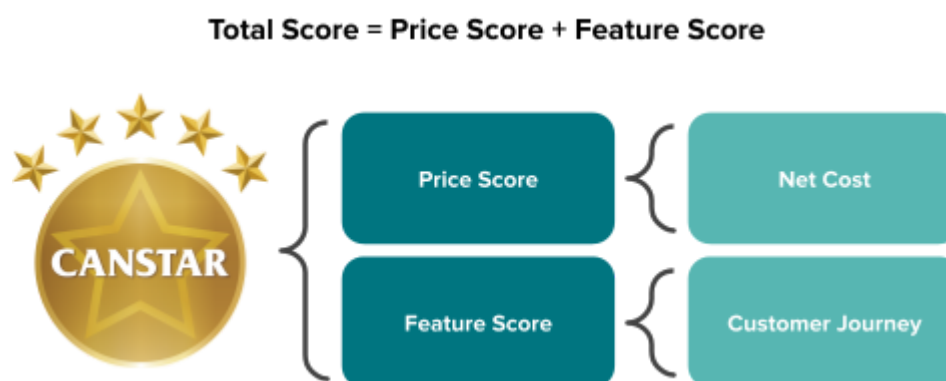 Total Score = Price Score + Feature Score
CANSTAR
Price Score
Net Cost
Feature Score
Customer Journey